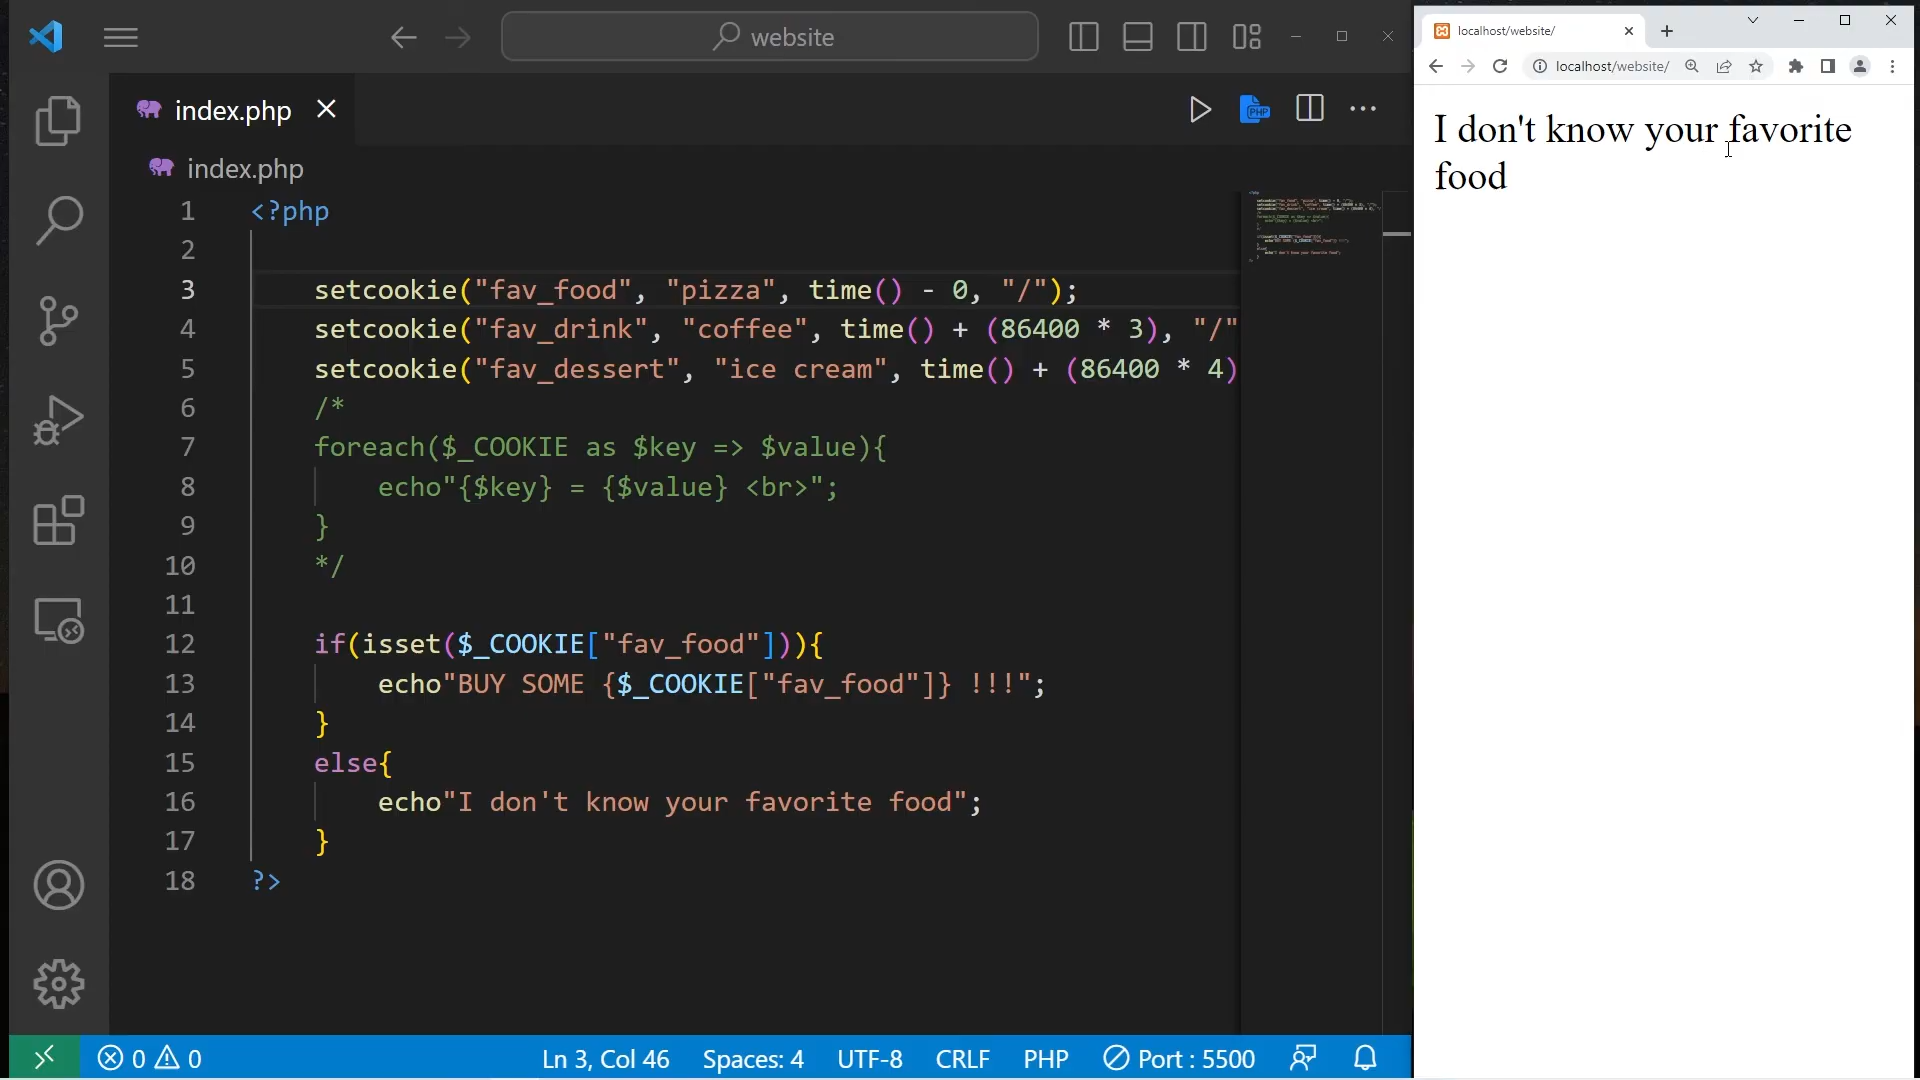 website
index.php
index.php
1 <?php
2
3 setcookie("fav_food", "pizza", time() - 0, "/");
4 setcookie("fav_drink", "coffee", time() + (86400 * 3), "/"
5 setcookie("fav_dessert", "ice cream", time() + (86400 * 4)
6 /*
7 foreach($_COOKIE as $key => $value){
8 echo"{$key} = {$value} <br>";
9 }
10 */
11
12 if(isset($_COOKIE["fav_food"])){
13 echo"BUY SOME {$_COOKIE["fav_food"]} !!!";
14 }
15 else{
16 echo"I don't know your favorite food";
17 }
18 ?>
0 0 Ln 3, Col 46 Spaces: 4 UTF-8 CRLF PHP Port : 5500
localhost/website/
localhost/website/
I don't know your favorite
food